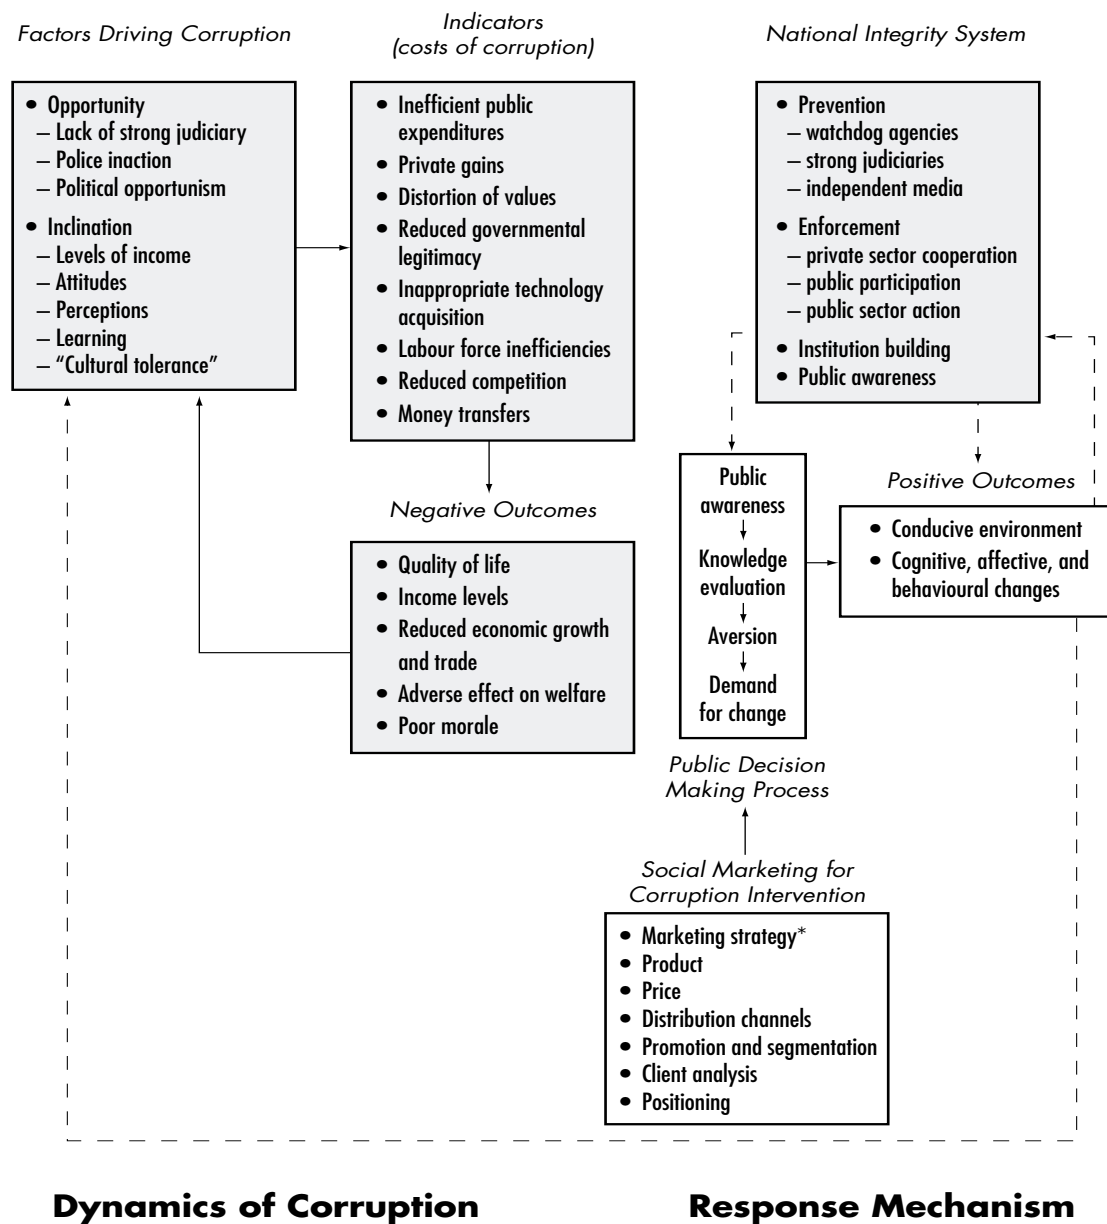 Factors Driving Corruption
• Opportunity
– Lack of strong judiciary
– Police inaction
– Political opportunism
• Inclination
– Levels of income
– Attitudes
– Perceptions
– Learning
– “Cultural tolerance”
Indicators
(costs of corruption)
• Inefficient public
expenditures
• Private gains
• Distortion of values
• Reduced governmental
legitimacy
• Inappropriate technology
acquisition
• Labour force inefficiencies
• Reduced competition
• Money transfers
Negative Outcomes
• Quality of life
• Income levels
• Reduced economic growth
and trade
• Adverse effect on welfare
• Poor morale
National Integrity System
• Prevention
– watchdog agencies
– strong judiciaries
– independent media
• Enforcement
– private sector cooperation
– public participation
– public sector action
• Institution building
• Public awareness
Public
awareness
Knowledge
evaluation
Aversion
Demand
for change
Public Decision
Making Process
Positive Outcomes
• Conducive environment
• Cognitive, affective, and
behavioural changes
Social Marketing for
Corruption Intervention
• Marketing strategy*
• Product
• Price
• Distribution channels
• Promotion and segmentation
• Client analysis
• Positioning
Dynamics of Corruption
Response Mechanism